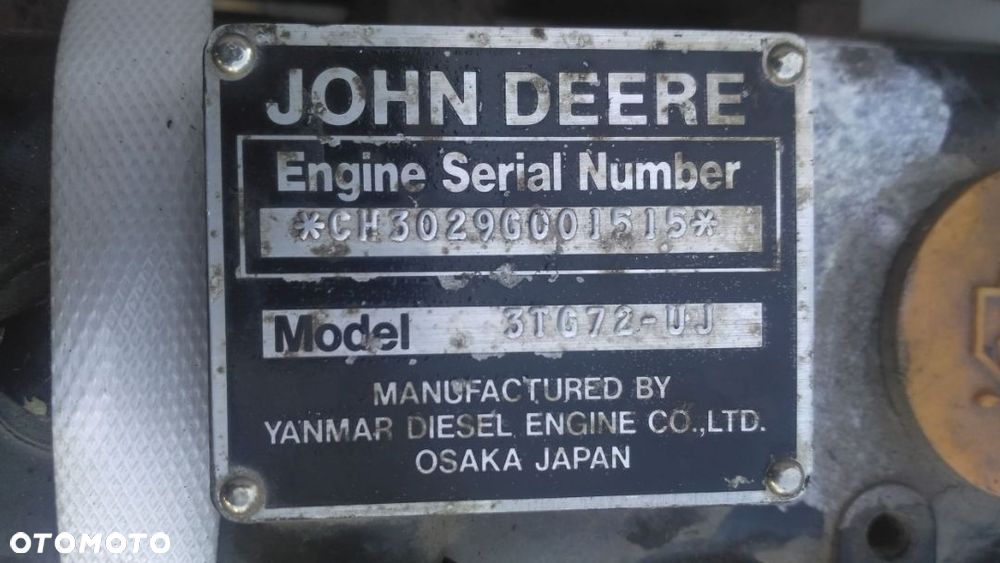 JOHN DEERE
Engine Serial Number
*CH3029G001515*
Model 3TG72-UJ
MANUFACTURED BY
YANMAR DIESEL ENGINE CO.,LTD.
OSAKA JAPAN
OTOMOTO